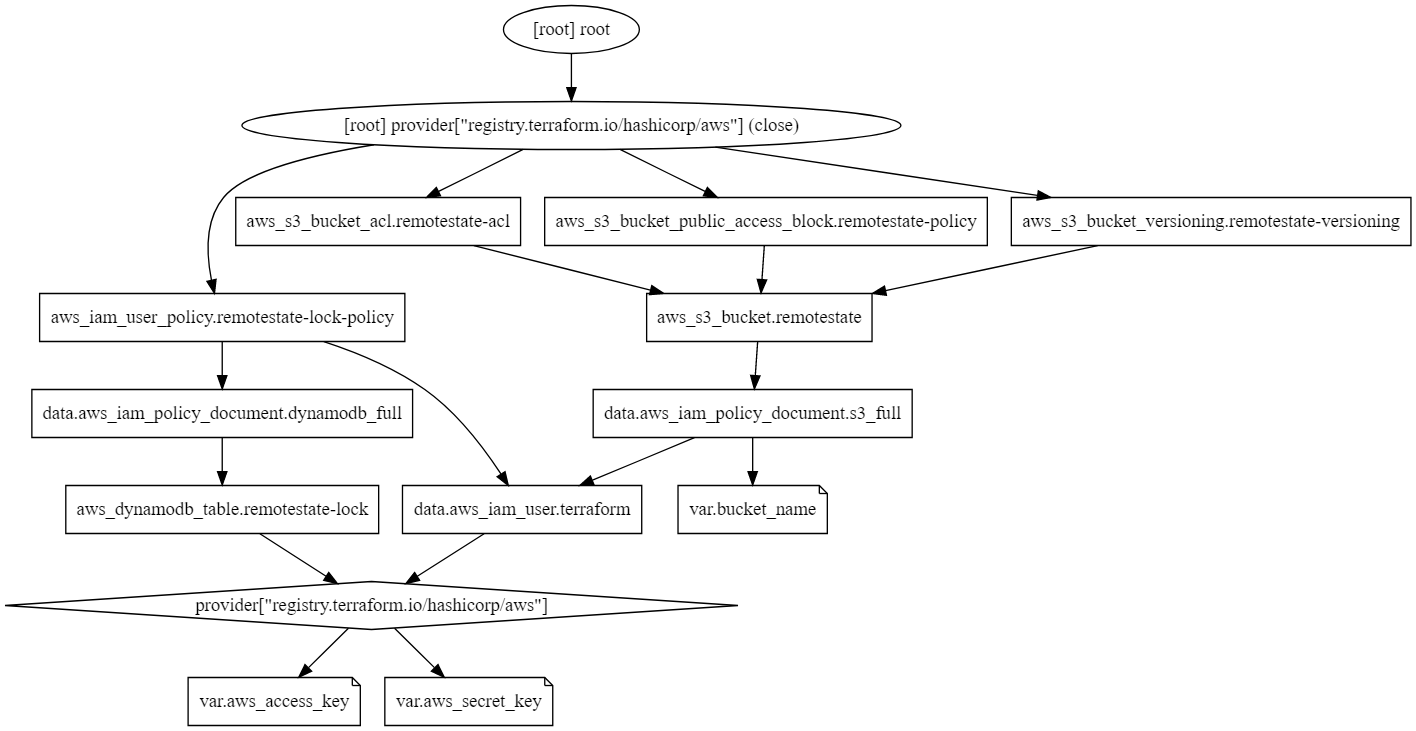 [root] root
[root] provider["registry.terraform.io/hashicorp/aws"] (close)
aws_s3_bucket_acl.remotestate-acl
aws_s3_bucket_public_access_block.remotestate-policy
aws_s3_bucket_versioning.remotestate-versioning
aws_iam_user_policy.remotestate-lock-policy
aws_s3_bucket.remotestate
data.aws_iam_policy_document.dynamodb_full
data.aws_iam_policy_document.s3_full
aws_dynamodb_table.remotestate-lock
data.aws_iam_user.terraform
var.bucket_name
provider["registry.terraform.io/hashicorp/aws"]
var.aws_access_key
var.aws_secret_key